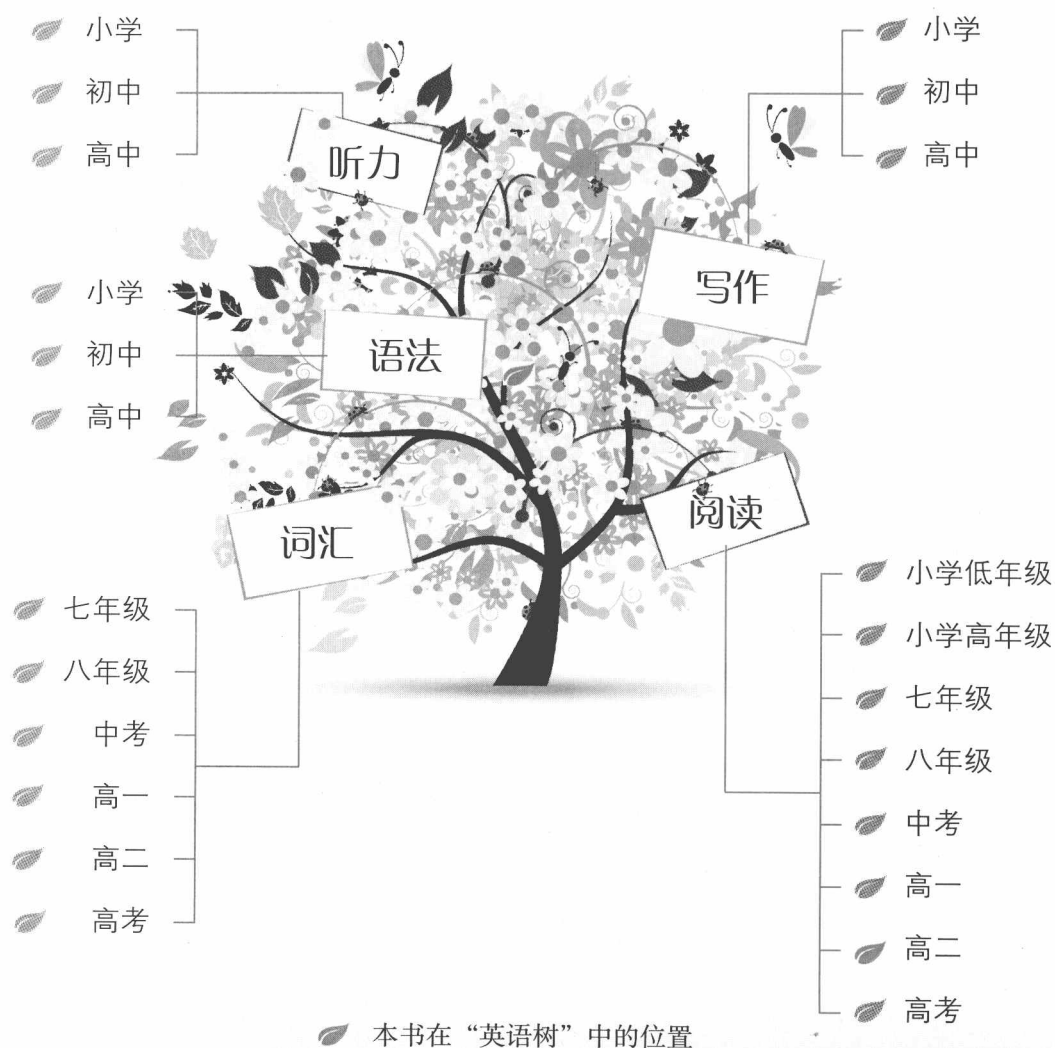 小学
初中
高中
听力
小学
初中
高中
写作
小学
初中
高中
语法
词汇
七年级
八年级
中考
高一
高二
高考
阅读
小学低年级
小学高年级
七年级
八年级
中考
高一
高二
高考
本书在“英语树”中的位置